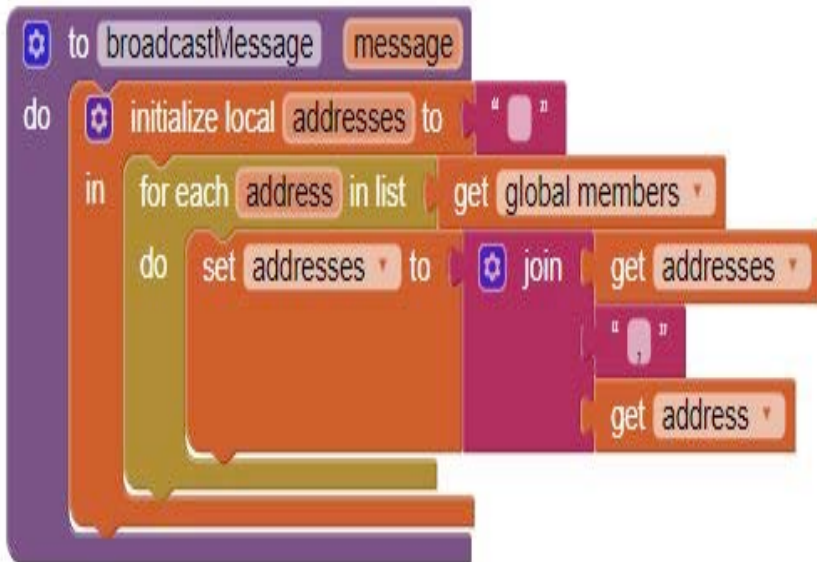 to broadcastMessage message
do initialize local addresses to " "
in for each address in list get global members
do set addresses to join get addresses
" , "
get address